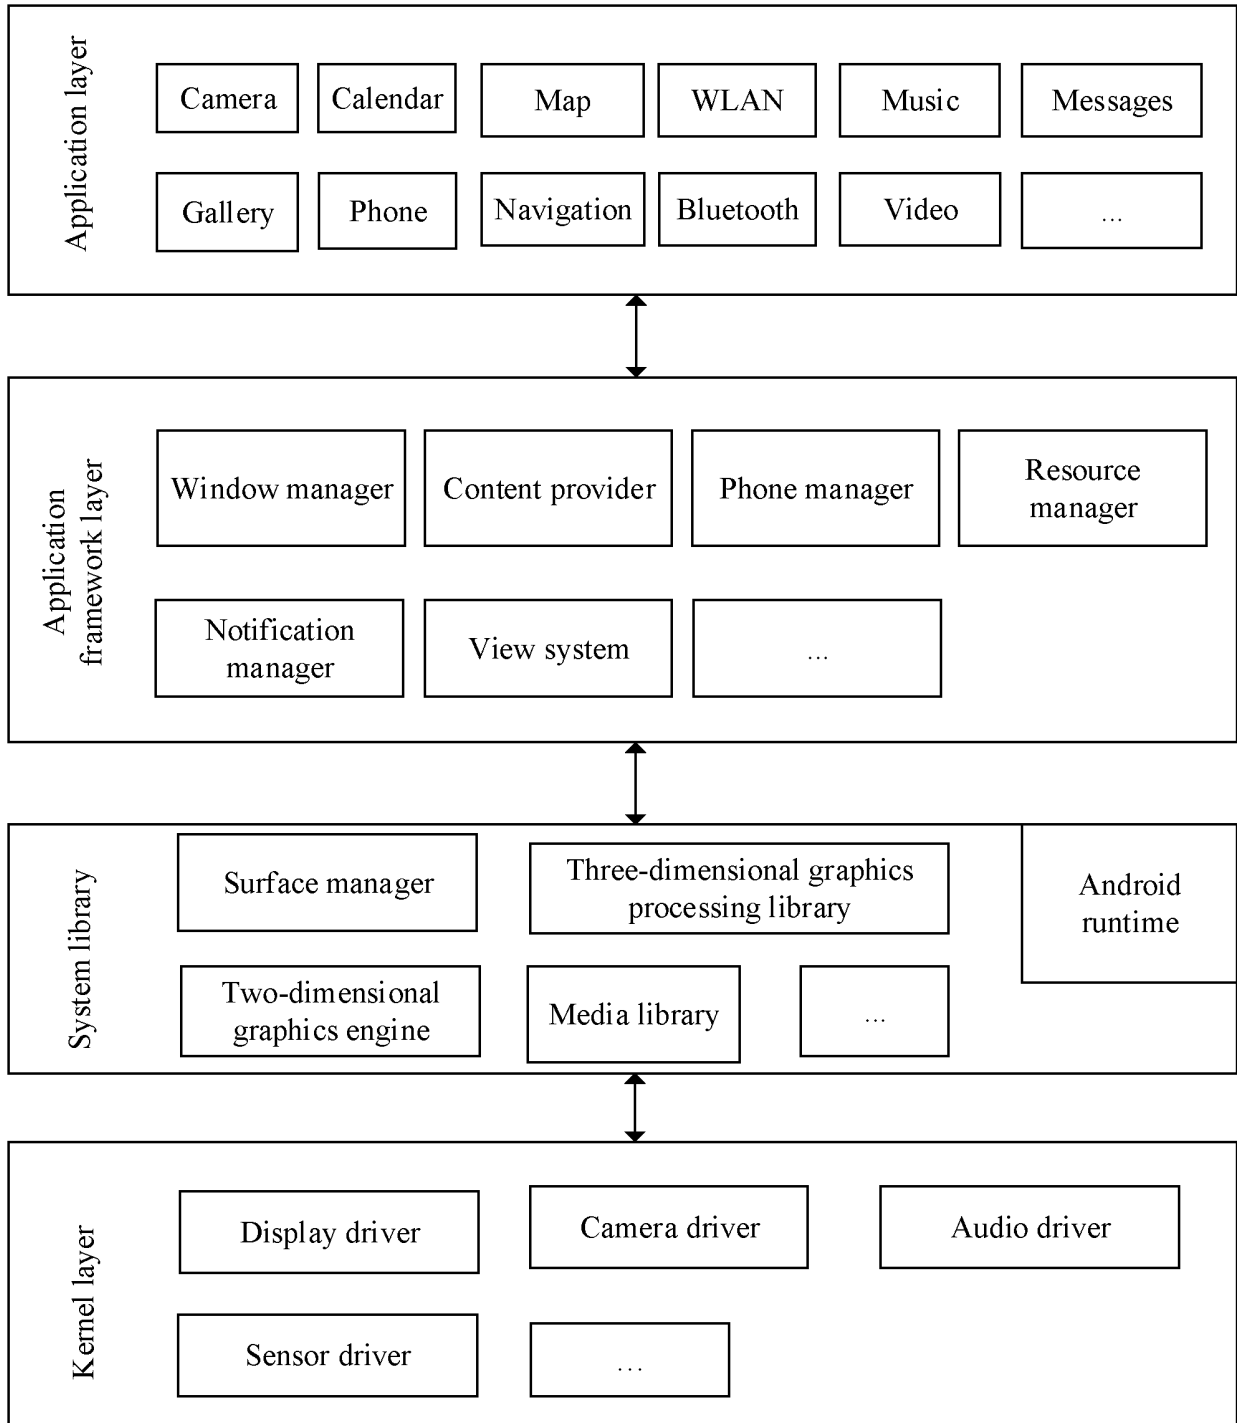 Application layer
Camera
Calendar
Map
WLAN
Music
Messages
Gallery
Phone
Navigation
Bluetooth
Video
...
Application
framework layer
Window manager
Content provider
Phone manager
Resource
manager
Notification
manager
View system
...
System library
Surface manager
Three-dimensional graphics
processing library
Android
runtime
Two-dimensional
graphics engine
Media library
...
Kernel layer
Display driver
Camera driver
Audio driver
Sensor driver
...